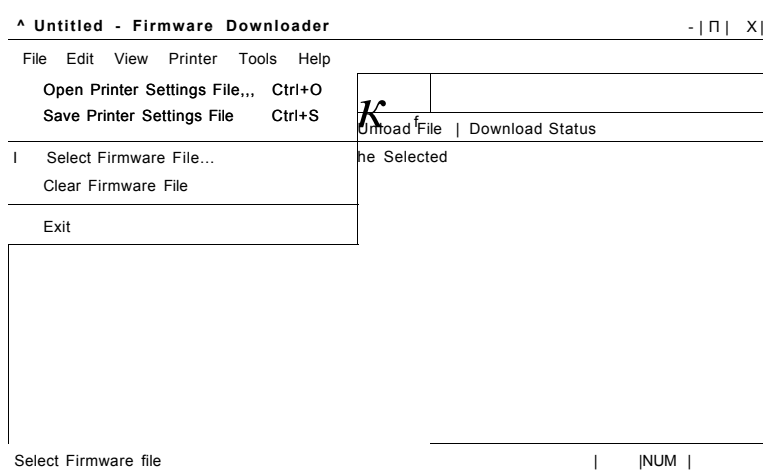 ^ Untitled - Firmware Downloader - | П | X |
File Edit View Printer Tools Help
Open Printer Settings File,,, Ctrl+O
Save Printer Settings File Ctrl+S
к f
Unload File | Download Status
I Select Firmware File...
he Selected
Clear Firmware File
Exit
Select Firmware file | |NUM |